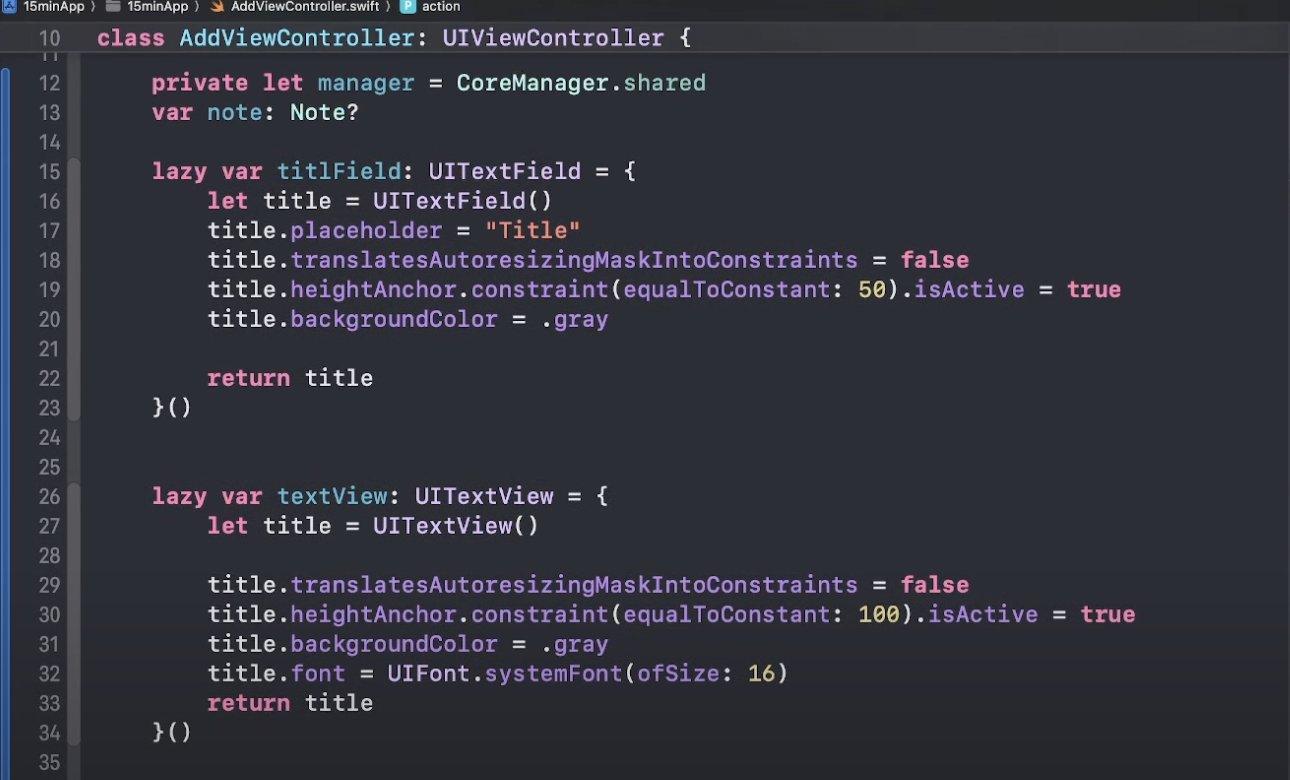 15minApp 〉 15minApp 〉 AddViewController.swift 〉 P action
10 class AddViewController: UIViewController {
11
12 private let manager = CoreManager.shared
13 var note: Note?
14
15 lazy var titlField: UITextField = {
16 let title = UITextField()
17 title.placeholder = "Title"
18 title.translatesAutoresizingMaskIntoConstraints = false
19 title.heightAnchor.constraint(equalToConstant: 50).isActive = true
20 title.backgroundColor = .gray
21
22 return title
23 }()
24
25
26 lazy var textView: UITextView = {
27 let title = UITextView()
28
29 title.translatesAutoresizingMaskIntoConstraints = false
30 title.heightAnchor.constraint(equalToConstant: 100).isActive = true
31 title.backgroundColor = .gray
32 title.font = UIFont.systemFont(ofSize: 16)
33 return title
34 }()
35